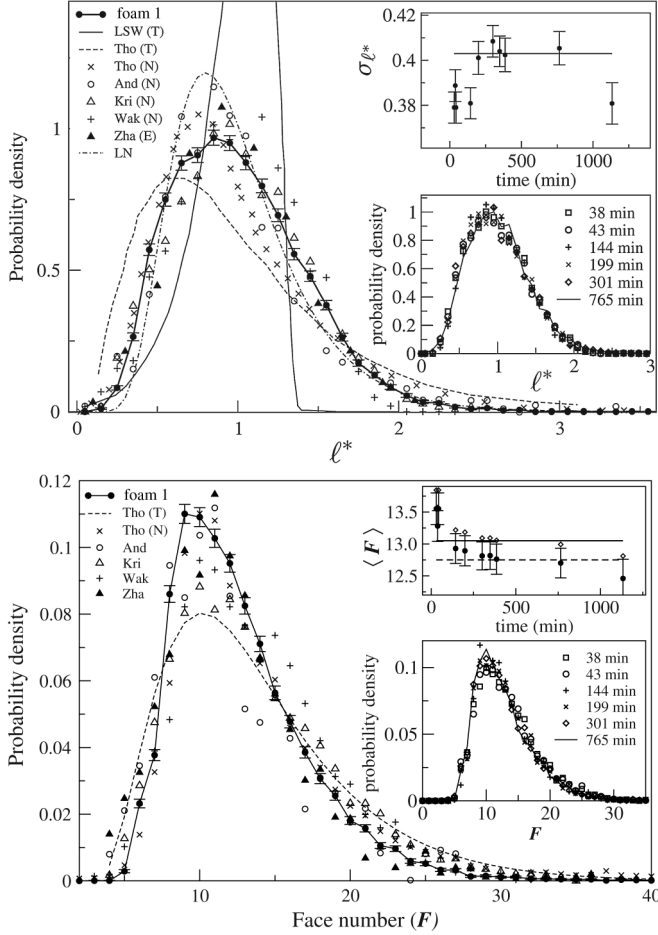 foam 1
LSW (T)
Tho (T)
Tho (N)
And (N)
Kri (N)
Wak (N)
Zha (E)
LN
Probability density
1
0.5
0
0 1 2 3
ℓ*
σℓ*
0.42
0.4
0.38
0 500 1000
time (min)
probability density
1
0.8
0.6
0.4
0.2
0
0 1 2 3
ℓ*
38 min
43 min
144 min
199 min
301 min
765 min
foam 1
Tho (T)
Tho (N)
And
Kri
Wak
Zha
Probability density
0.12
0.1
0.08
0.06
0.04
0.02
0
10 20 30 40
Face number (F)
⟨F⟩
13.5
13.0
12.5
0 500 1000
time (min)
probability density
0.1
0.05
0
0 10 20 30
F
38 min
43 min
144 min
199 min
301 min
765 min